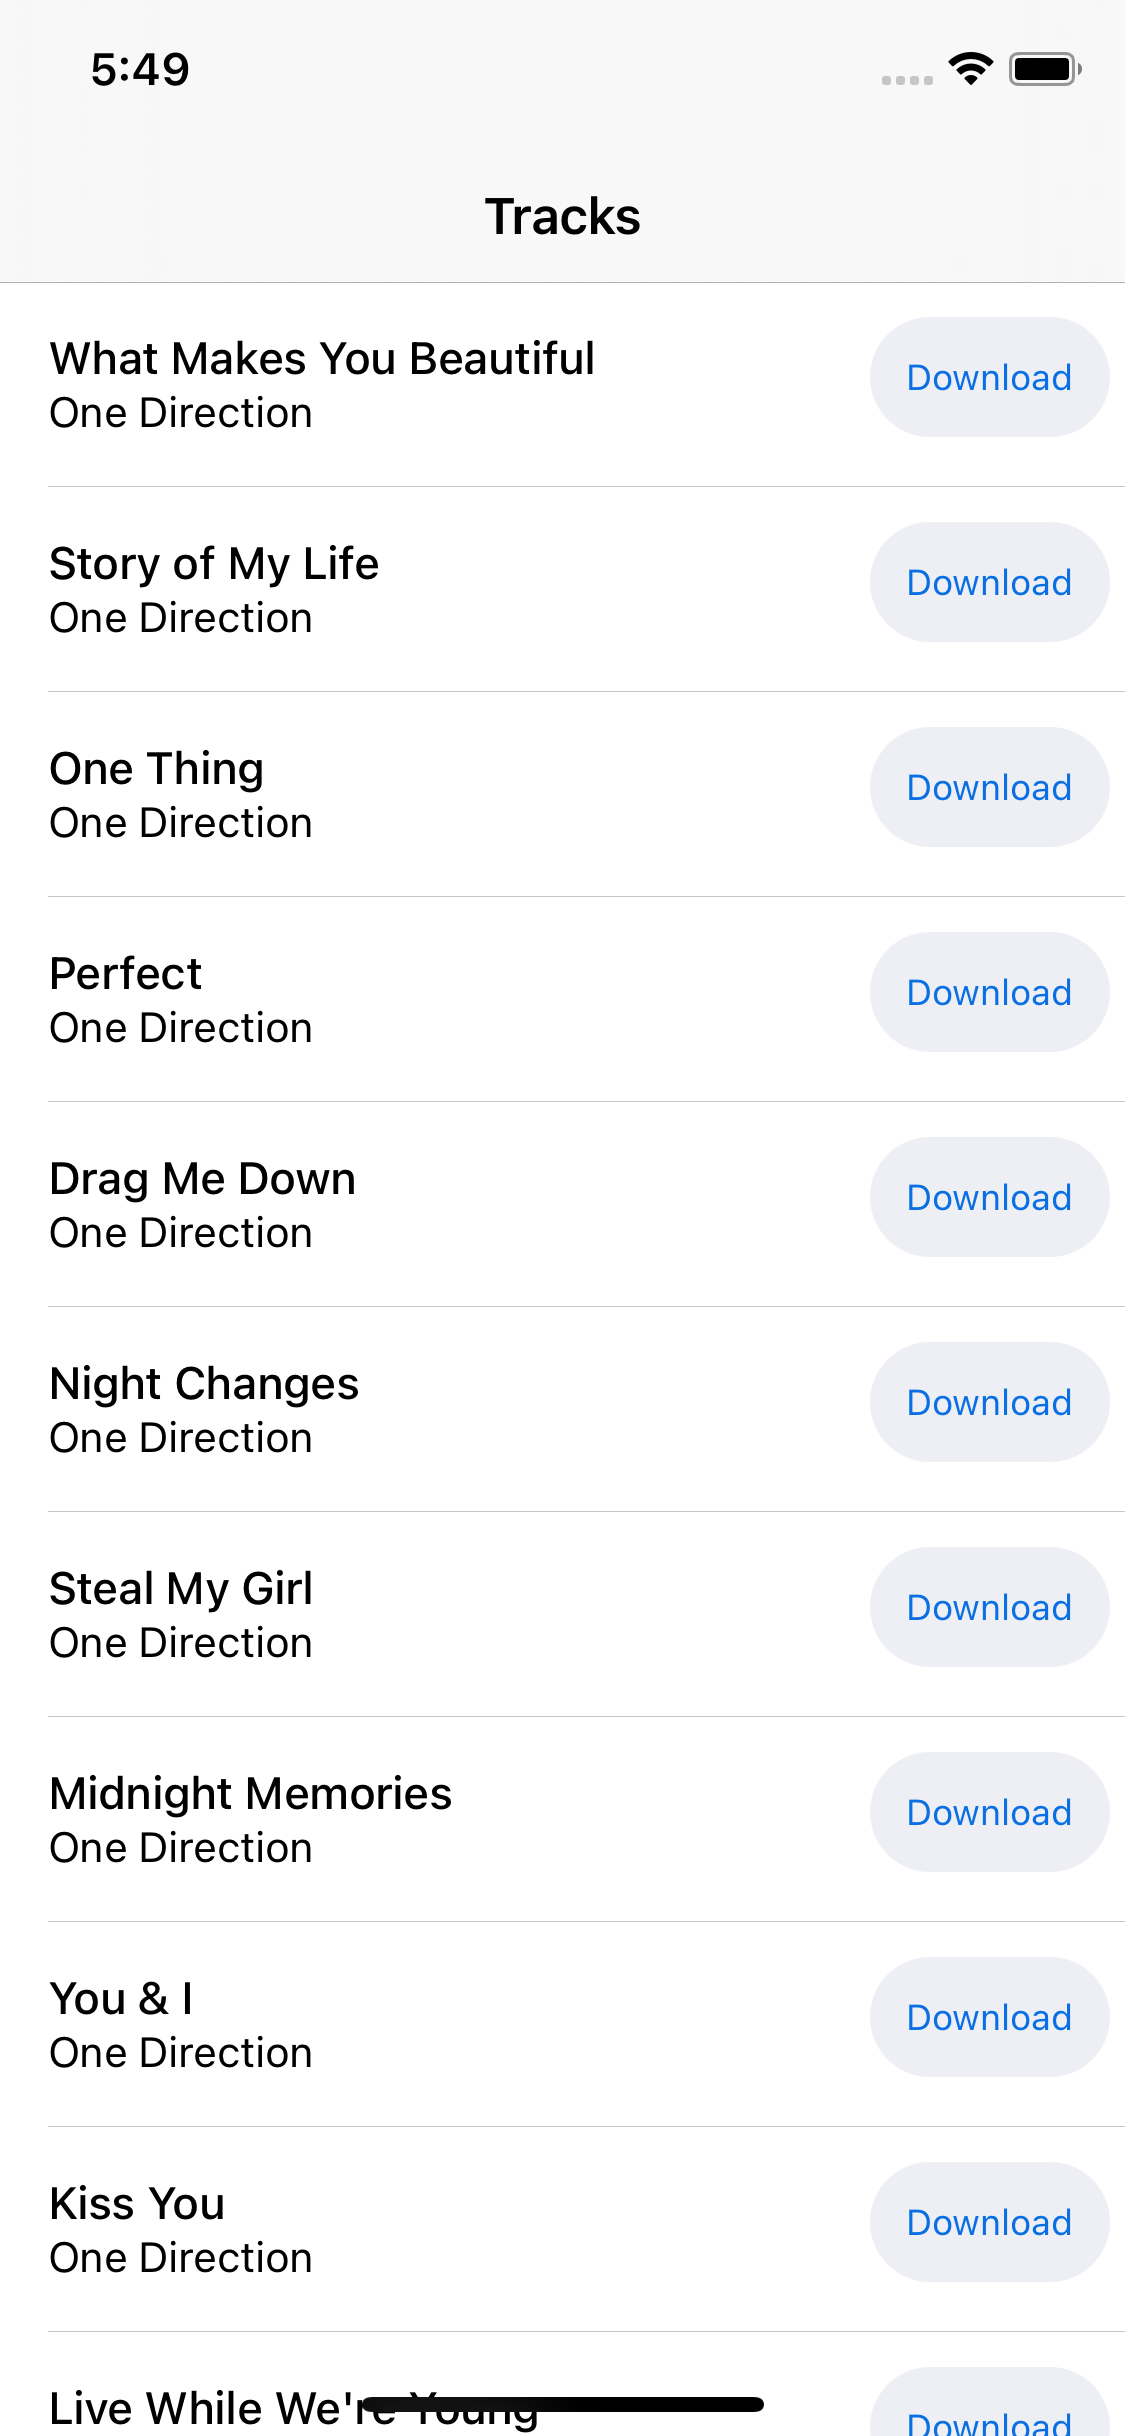 5:49
Tracks
What Makes You Beautiful
One Direction
Download
Story of My Life
One Direction
Download
One Thing
One Direction
Download
Perfect
One Direction
Download
Drag Me Down
One Direction
Download
Night Changes
One Direction
Download
Steal My Girl
One Direction
Download
Midnight Memories
One Direction
Download
You & I
One Direction
Download
Kiss You
One Direction
Download
Live While We're Young
Download